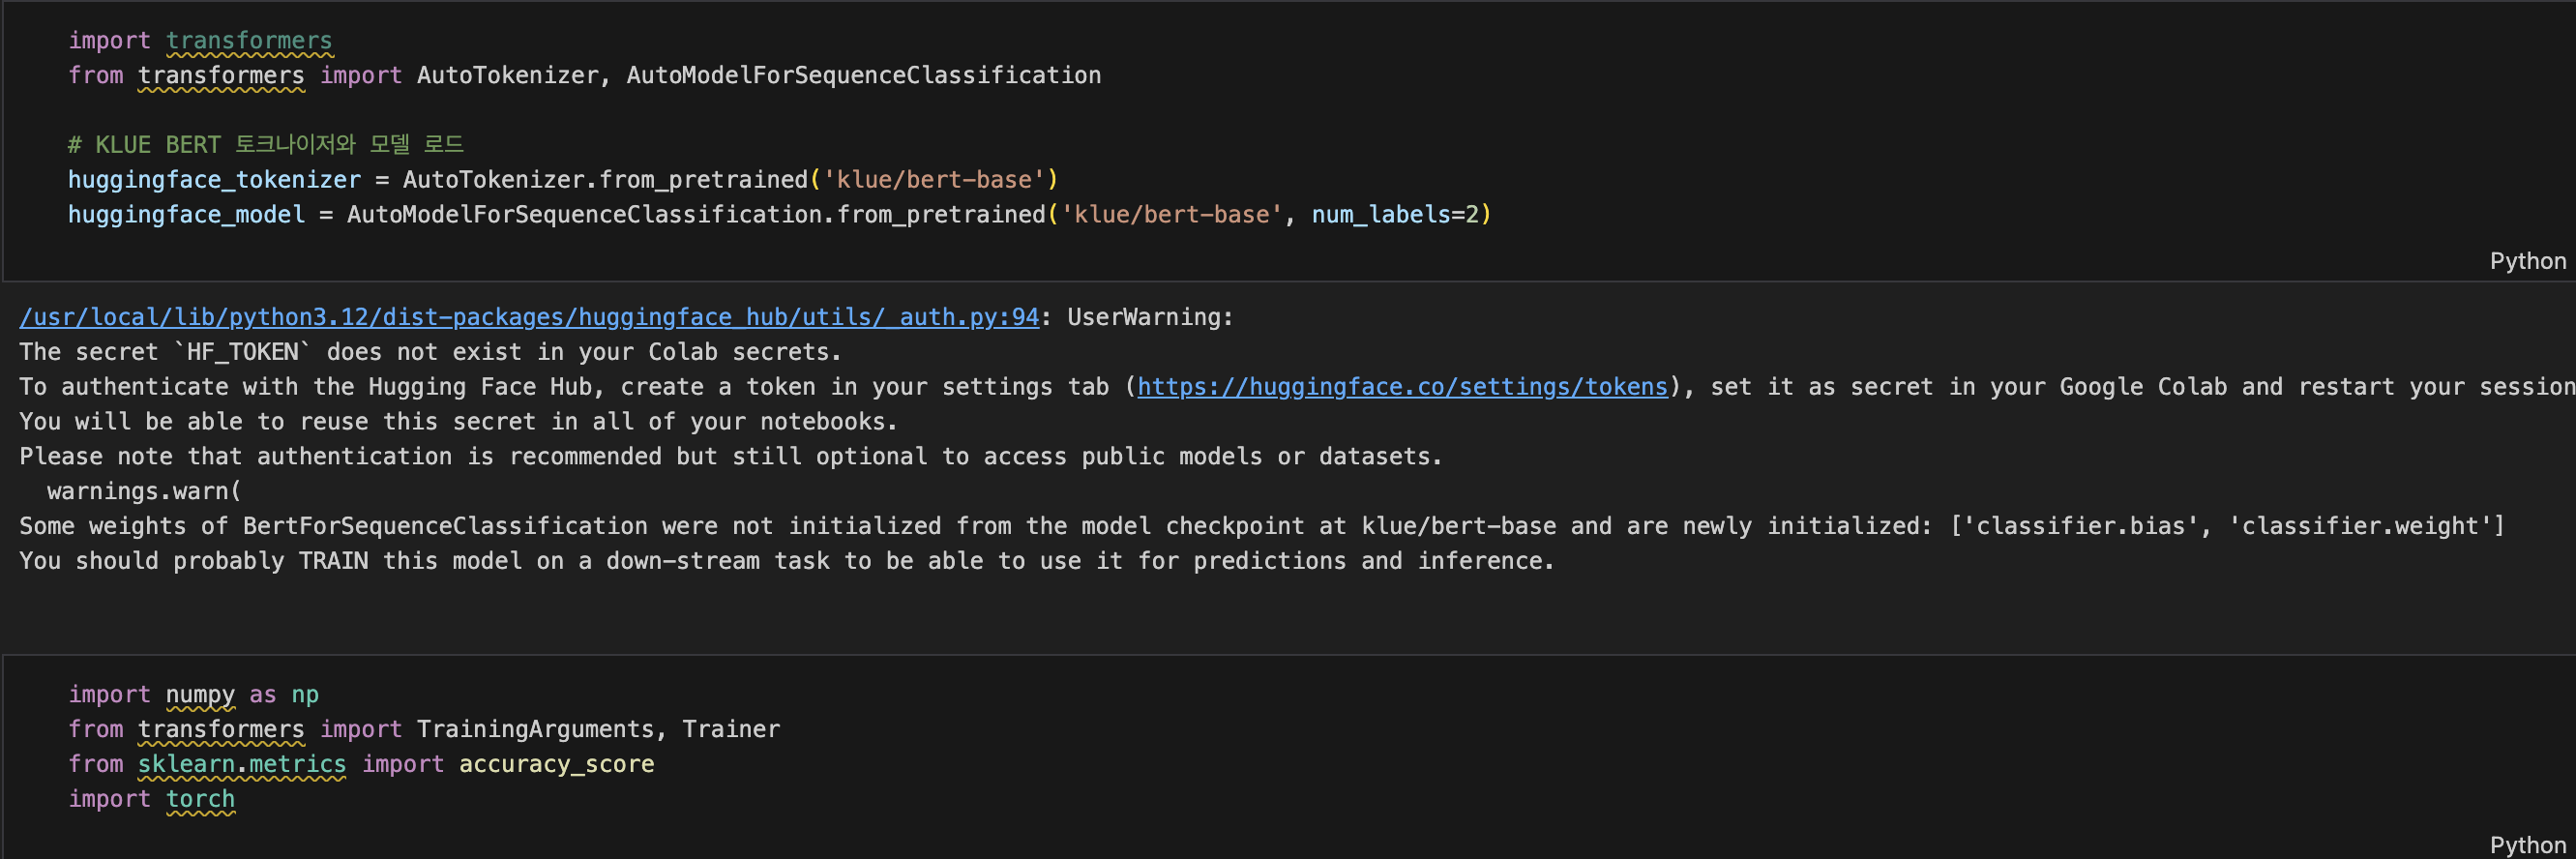 import transformers
from transformers import AutoTokenizer, AutoModelForSequenceClassification
# KLUE BERT 토크나이저와 모델 로드
huggingface_tokenizer = AutoTokenizer.from_pretrained('klue/bert-base')
huggingface_model = AutoModelForSequenceClassification.from_pretrained('klue/bert-base', num_labels=2)
Python
/usr/local/lib/python3.12/dist-packages/huggingface_hub/utils/_auth.py:94: UserWarning:
The secret `HF_TOKEN` does not exist in your Colab secrets.
To authenticate with the Hugging Face Hub, create a token in your settings tab (https://huggingface.co/settings/tokens), set it as secret in your Google Colab and restart your session
You will be able to reuse this secret in all of your notebooks.
Please note that authentication is recommended but still optional to access public models or datasets.
  warnings.warn(
Some weights of BertForSequenceClassification were not initialized from the model checkpoint at klue/bert-base and are newly initialized: ['classifier.bias', 'classifier.weight']
You should probably TRAIN this model on a down-stream task to be able to use it for predictions and inference.
import numpy as np
from transformers import TrainingArguments, Trainer
from sklearn.metrics import accuracy_score
import torch
Python